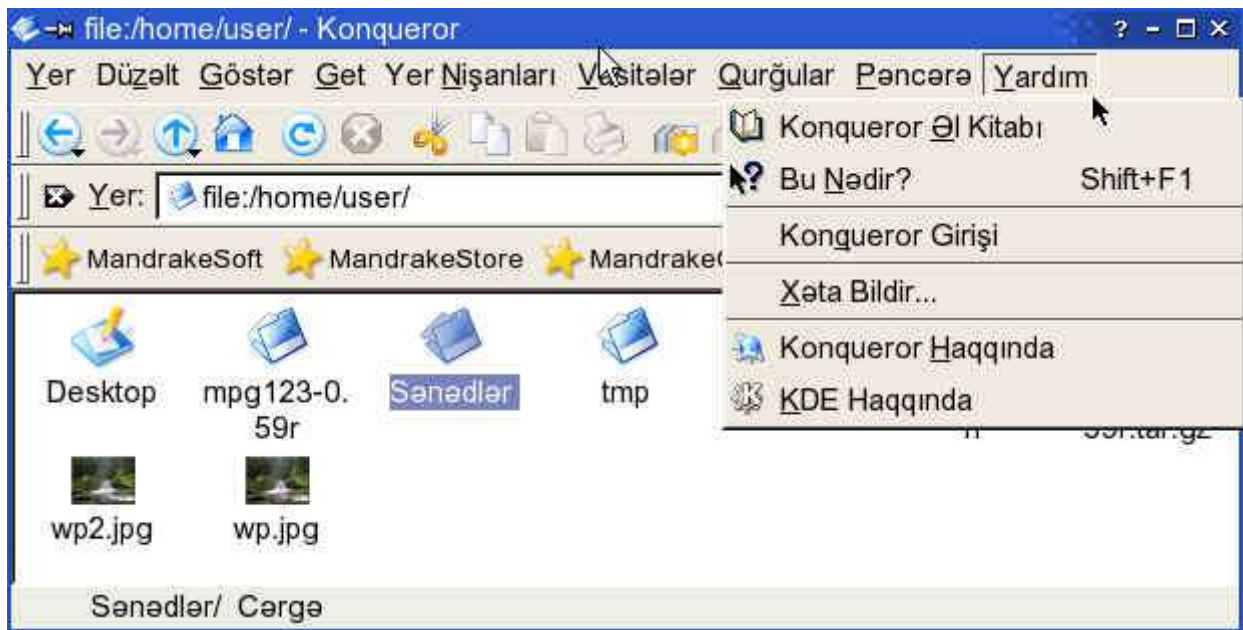 file:/home/user/ - Konqueror
Yer Düzəlt Göstər Get Yer Nişanları Vəsitələr Qurğular Pəncərə Yardım
Konqueror Əl Kitabı
Bu Nədir? Shift+F1
Konqueror Girişi
Xəta Bildir...
Konqueror Haqqında
KDE Haqqında
Yer: file:/home/user/
MandrakeSoft MandrakeStore
Desktop mpg123-0. Sənədlər tmp
59r
wp2.jpg wp.jpg
Sənədlər/ Cərgə